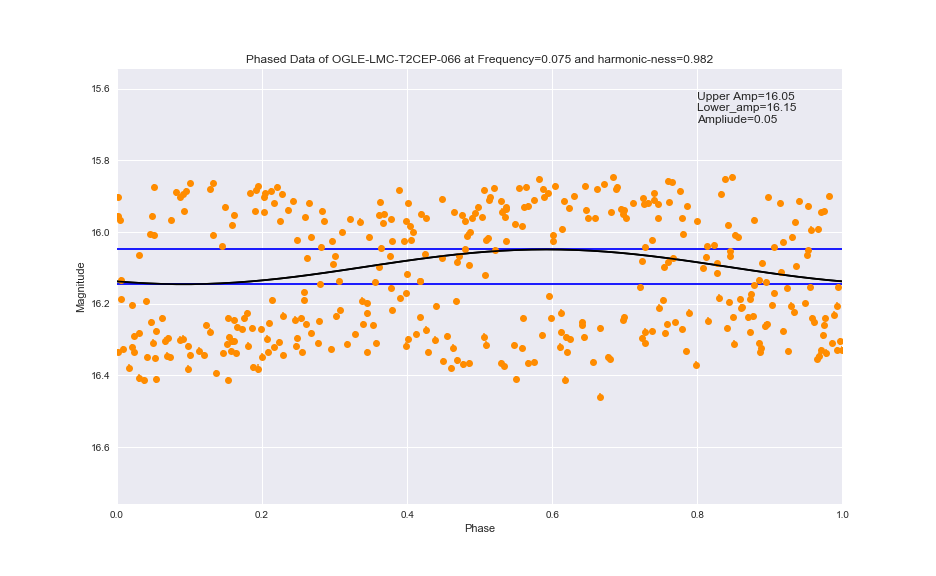 Phased Data of OGLE-LMC-T2CEP-066 at Frequency=0.075 and harmonic-ness=0.982
Upper Amp=16.05
Lower_amp=16.15
Ampliude=0.05
15.6
15.8
16.0
16.2
16.4
16.6
Magnitude
0.0 0.2 0.4 0.6 0.8 1.0
Phase